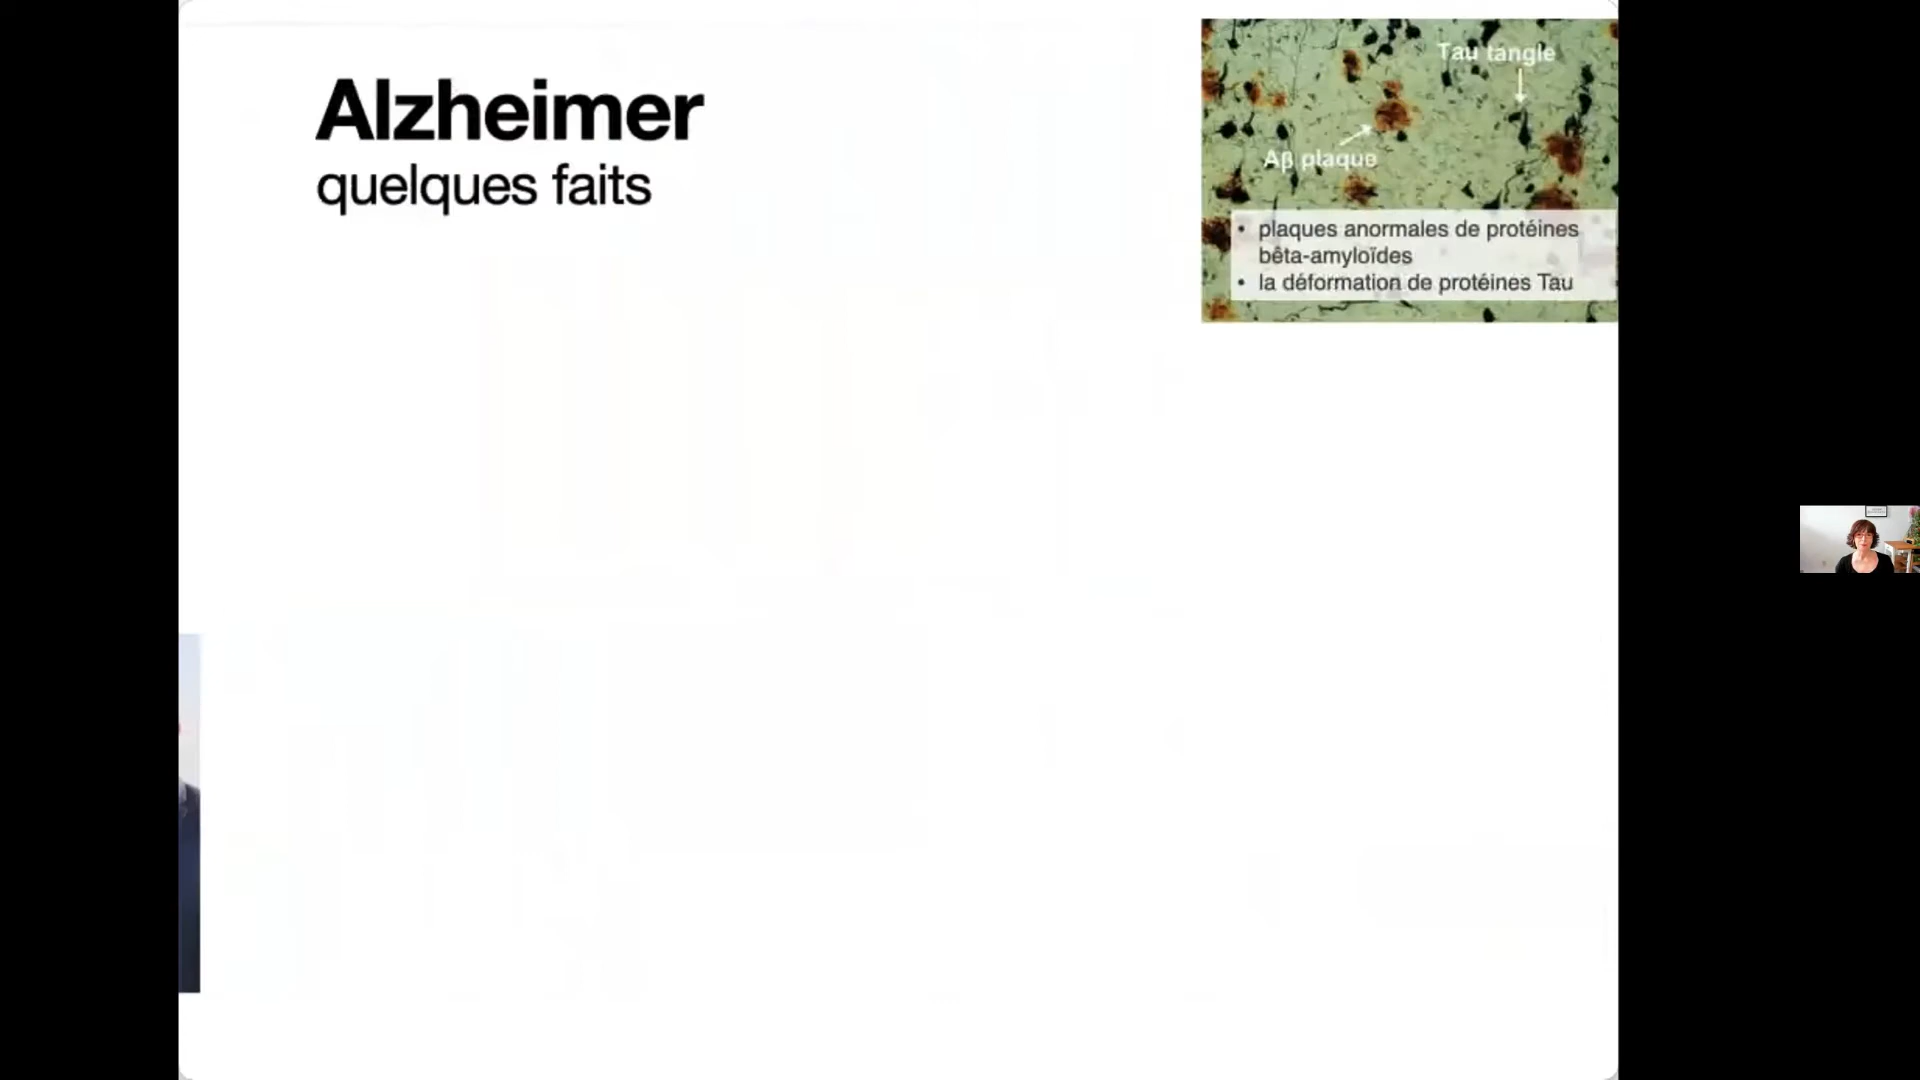 Alzheimer
quelques faits
Tau tangle
Aβ plaque
• plaques anormales de protéines
bêta-amyloïdes
• la déformation de protéines Tau